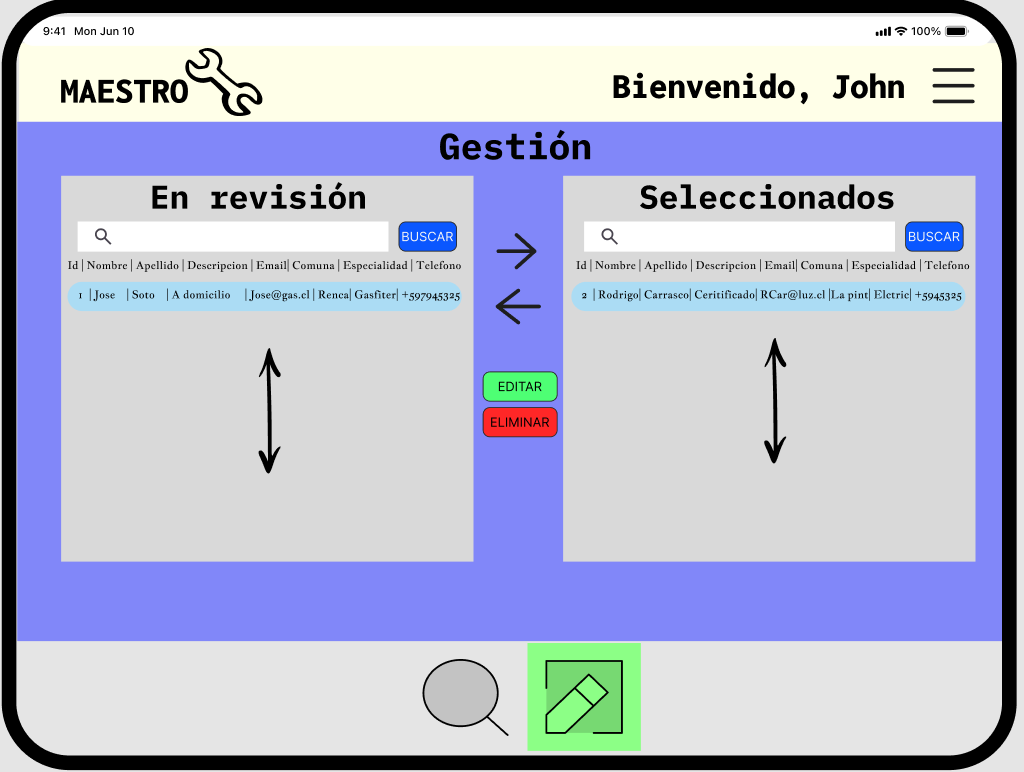 9:41 Mon Jun 10
100%
MAESTRO
Bienvenido, John
Gestión
En revisión
BUSCAR
Id | Nombre | Apellido | Descripcion | Email| Comuna | Especialidad | Telefono
1 |Jose | Soto | A domicilio | Jose@gas.cl | Renca| Gasfiter| +597945325
Seleccionados
BUSCAR
Id | Nombre | Apellido | Descripcion | Email| Comuna | Especialidad | Telefono
2 | Rodrigo| Carrasco| Ceritificado| RCar@luz.cl |La pint| Elctric| +5945325
EDITAR
ELIMINAR